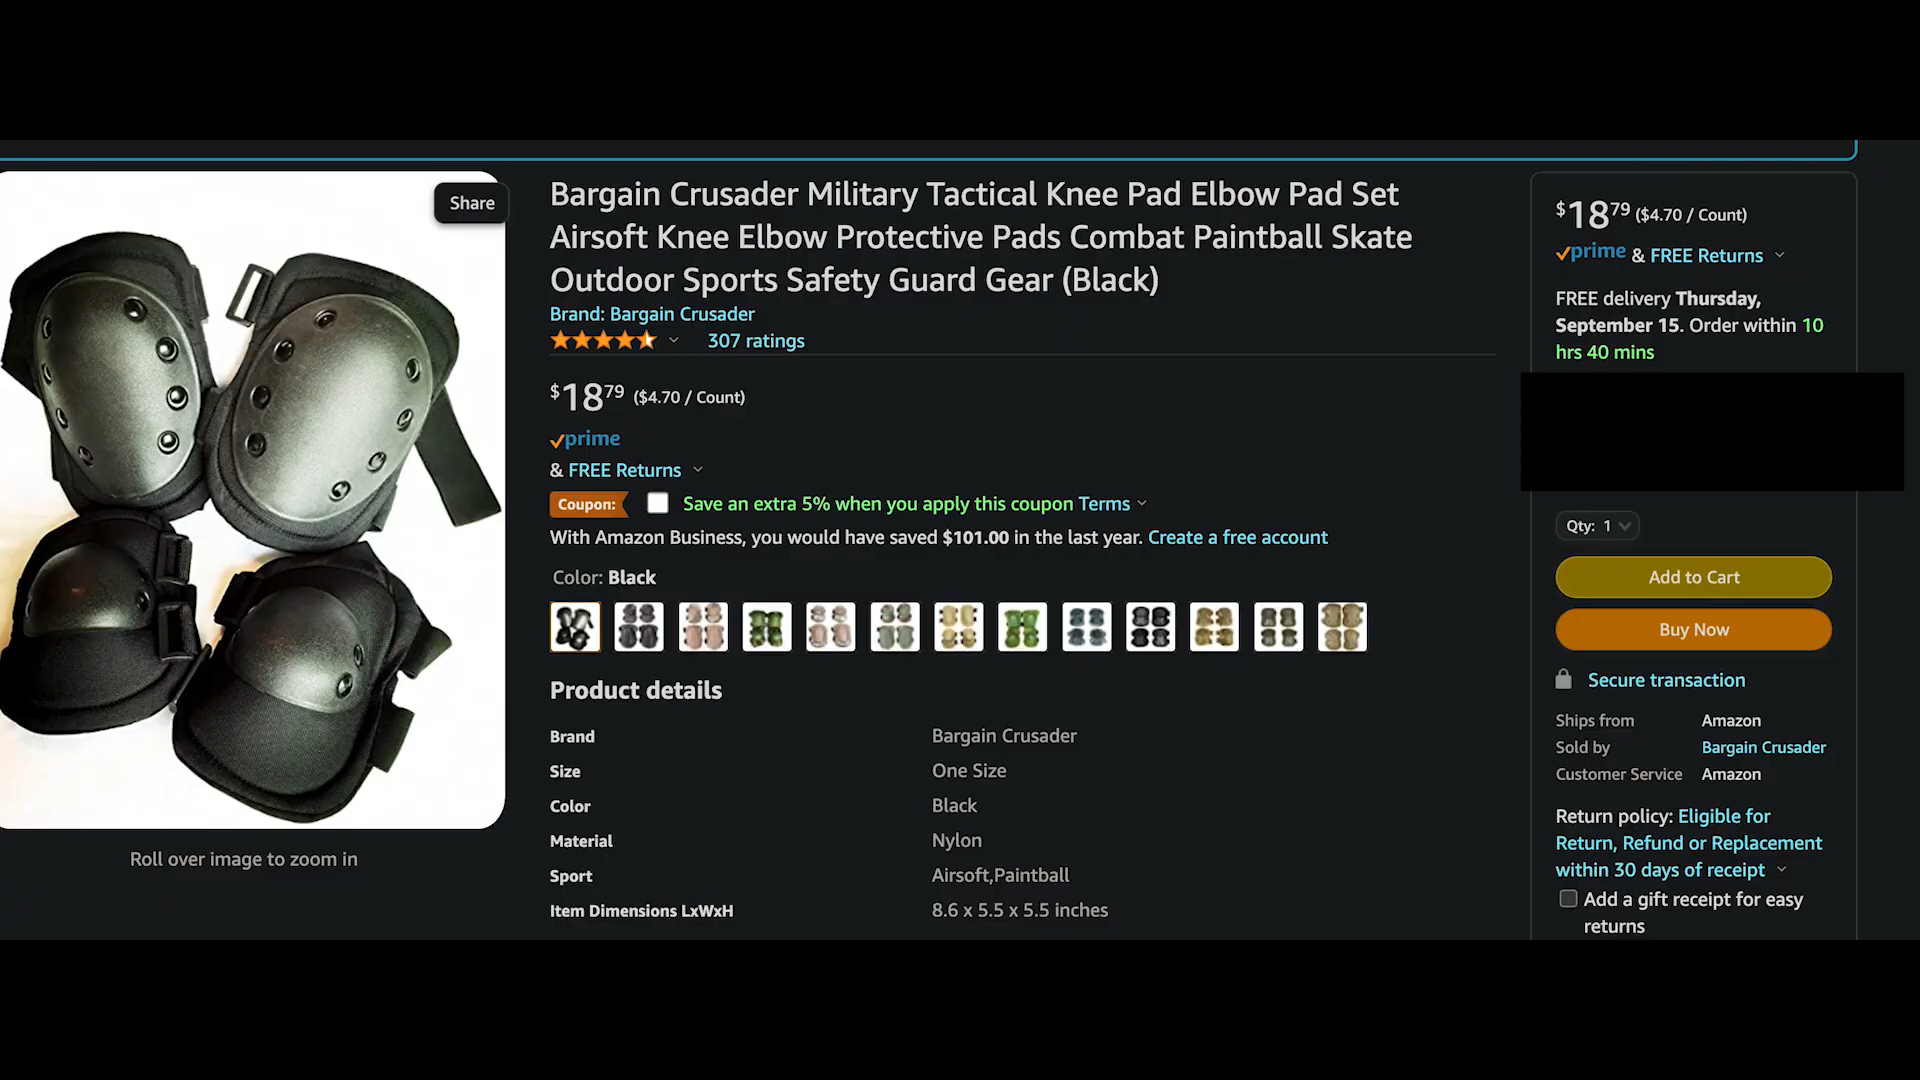 Share
Bargain Crusader Military Tactical Knee Pad Elbow Pad Set
Airsoft Knee Elbow Protective Pads Combat Paintball Skate
Outdoor Sports Safety Guard Gear (Black)
Brand: Bargain Crusader
307 ratings
$18.79 ($4.70 / Count)
prime
& FREE Returns
Coupon: Save an extra 5% when you apply this coupon Terms
With Amazon Business, you would have saved $101.00 in the last year. Create a free account
Color: Black
Product details
Brand Bargain Crusader
Size One Size
Color Black
Material Nylon
Sport Airsoft,Paintball
Item Dimensions LxWxH 8.6 x 5.5 x 5.5 inches
Roll over image to zoom in
$18.79 ($4.70 / Count)
prime & FREE Returns
FREE delivery Thursday,
September 15. Order within 10
hrs 40 mins
Qty: 1
Add to Cart
Buy Now
Secure transaction
Ships from Amazon
Sold by Bargain Crusader
Customer Service Amazon
Return policy: Eligible for
Return, Refund or Replacement
within 30 days of receipt
Add a gift receipt for easy
returns